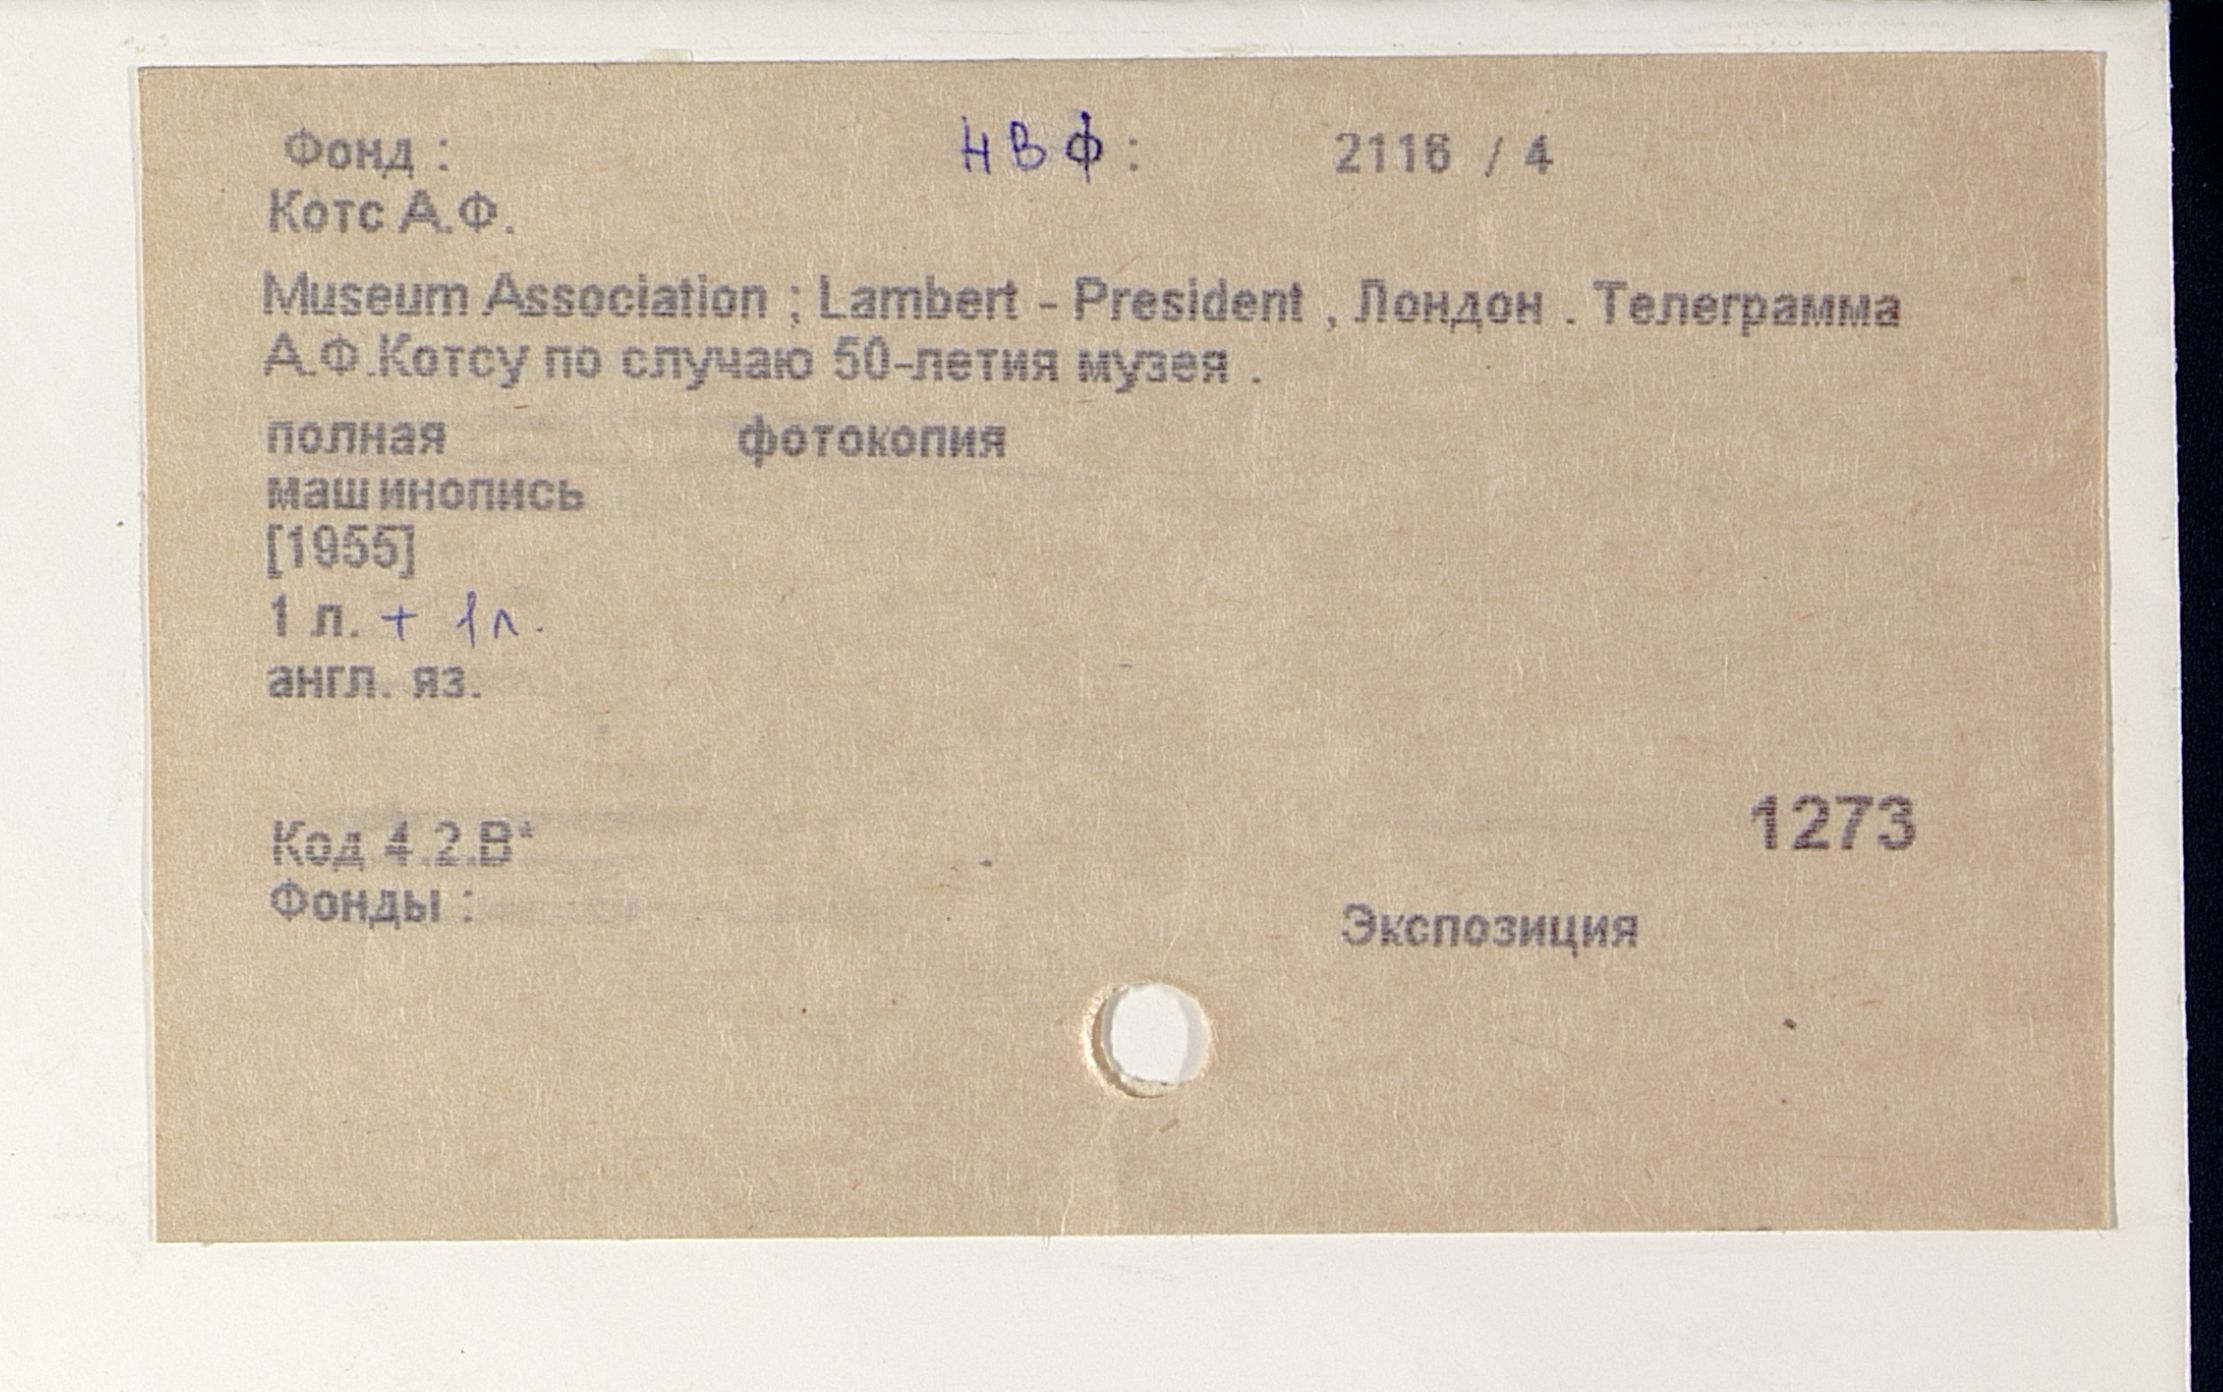 Фонд : НВФ : 2116 / 4
Котс А.Ф.
Museum Association ; Lambert - President , Лондон . Телеграмма
А.Ф.Котсу по случаю 50-летия музея .
полная фотокопия
машинопись
[1955]
1 л. + 1 л.
англ. яз.
1273
Код 4.2.В*
Фонды :
Экспозиция